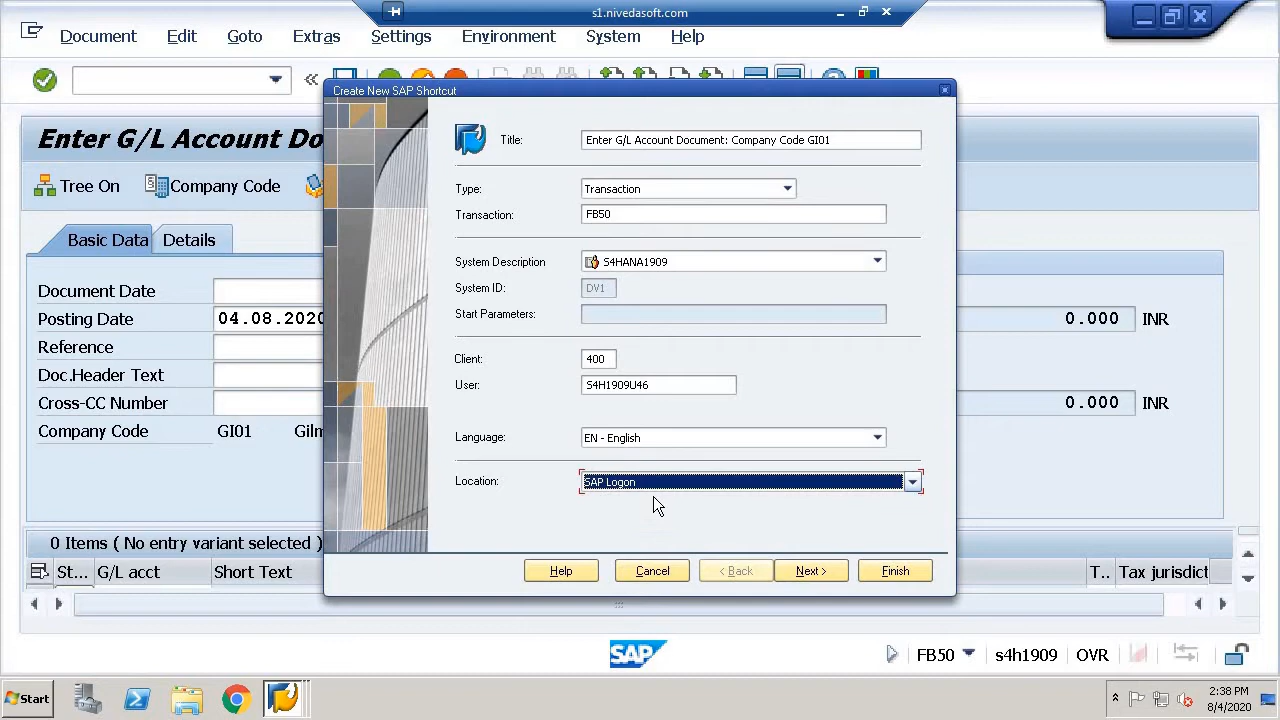 s1.nivedasoft.com
Document Edit Goto Extras Settings Environment System Help
Create New SAP Shortcut
Enter G/L Account Do
Tree On Company Code
Basic Data Details
Document Date
Posting Date 04.08.2020
Reference
Doc.Header Text
Cross-CC Number
Company Code GI01 Gilm
0.000 INR
0.000 INR
Title: Enter G/L Account Document: Company Code GI01
Type: Transaction
Transaction: FB50
System Description S4HANA1909
System ID: DV1
Start Parameters:
Client: 400
User: S4H1909U46
Language: EN - English
Location: SAP Logon
Help Cancel < Back Next > Finish
0 Items ( No entry variant selected )
St... G/L acct Short Text T.. Tax jurisdict
SAP FB50 s4h1909 OVR
Start 2:38 PM
8/4/2020